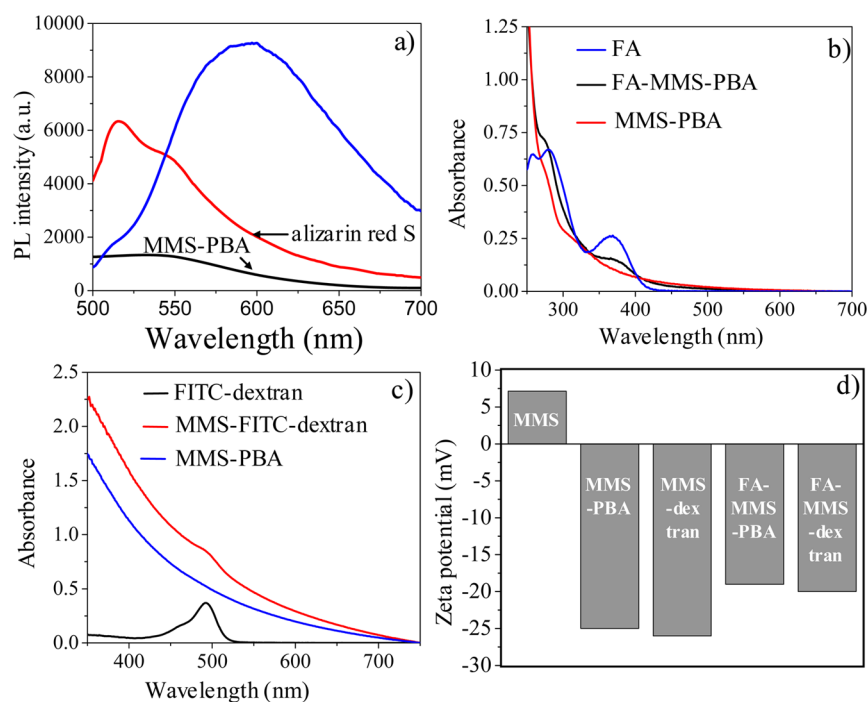 a)
10000
8000
6000
4000
2000
0
PL intensity (a.u.)
alizarin red S
MMS-PBA
500 550 600 650 700
Wavelength (nm)
b)
1.25
1.00
0.75
0.50
0.25
0.00
Absorbance
FA
FA-MMS-PBA
MMS-PBA
300 400 500 600 700
Wavelength (nm)
c)
2.5
2.0
1.5
1.0
0.5
0.0
Absorbance
FITC-dextran
MMS-FITC-dextran
MMS-PBA
400 500 600 700
Wavelength (nm)
d)
10
5
0
-5
-10
-15
-20
-25
-30
Zeta potential (mV)
MMS
MMS
-PBA
MMS
-dex
tran
FA-
MMS
-PBA
FA-
MMS
-dex
tran